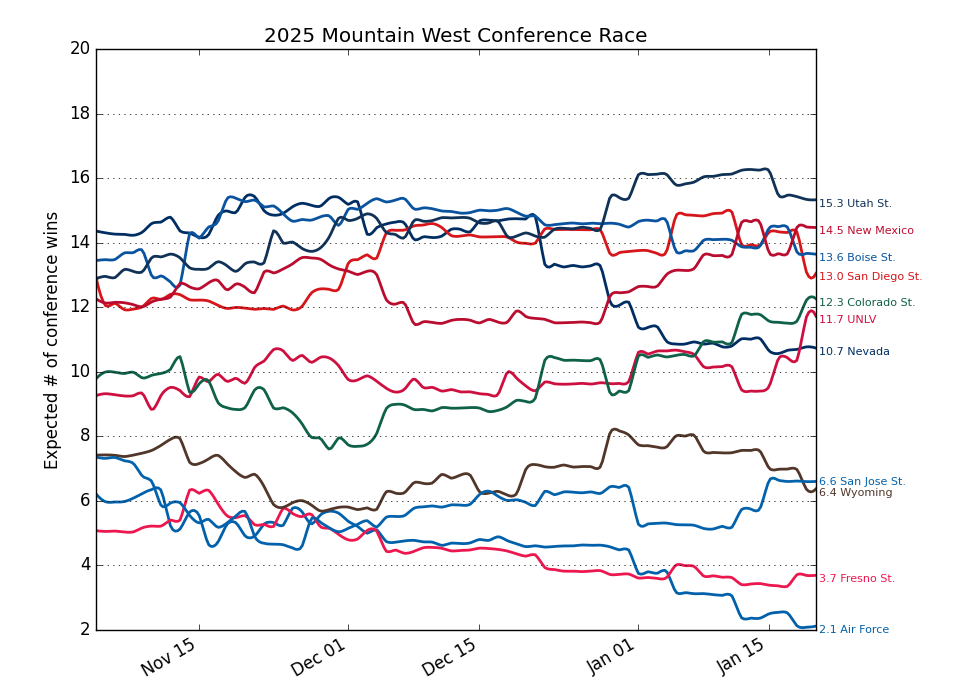 2025 Mountain West Conference Race
Expected # of conference wins
20
18
16
14
12
10
8
6
4
2
15.3 Utah St.
14.5 New Mexico
13.6 Boise St.
13.0 San Diego St.
12.3 Colorado St.
11.7 UNLV
10.7 Nevada
6.6 San Jose St.
6.4 Wyoming
3.7 Fresno St.
2.1 Air Force
Nov 15
Dec 01
Dec 15
Jan 01
Jan 15